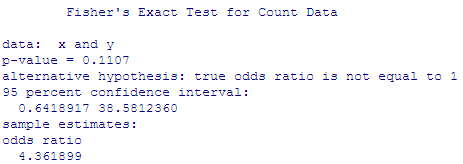 Fisher's Exact Test for Count Data
data:  x and y
p-value = 0.1107
alternative hypothesis: true odds ratio is not equal to 1
95 percent confidence interval:
0.6418917 38.5812360
sample estimates:
odds ratio
4.361899